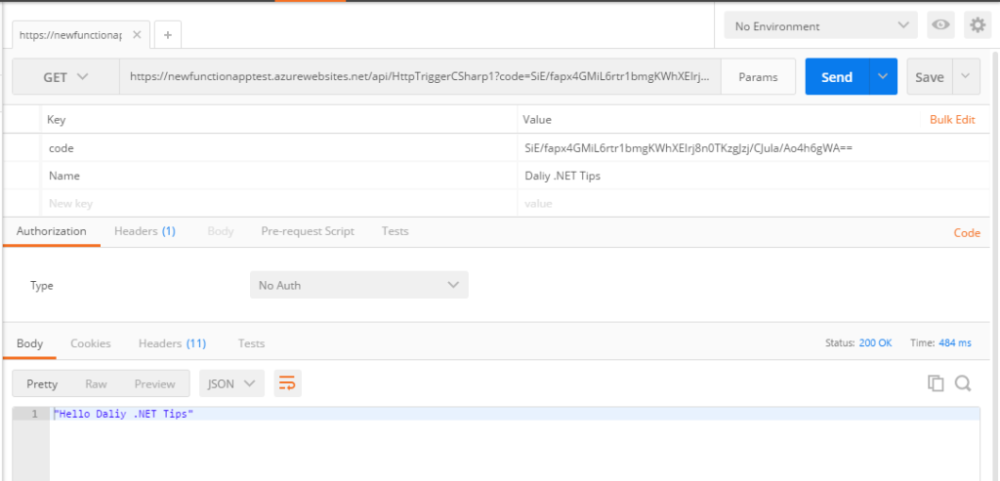 https://newfunctionap
No Environment
GET https://newfunctionapptest.azurewebsites.net/api/HttpTriggerCSharp1?code=SiE/fapx4GMiL6rtr1bmgKWhXEIrj... Params Send Save
Key Value Bulk Edit
code SiE/fapx4GMiL6rtr1bmgKWhXEIrj8n0TKzgJzj/CJula/Ao4h6gWA==
Name Daliy .NET Tips
New key value
Authorization Headers (1) Body Pre-request Script Tests Code
Type No Auth
Body Cookies Headers (11) Tests Status: 200 OK Time: 484 ms
Pretty Raw Preview JSON
1 "Hello Daliy .NET Tips"